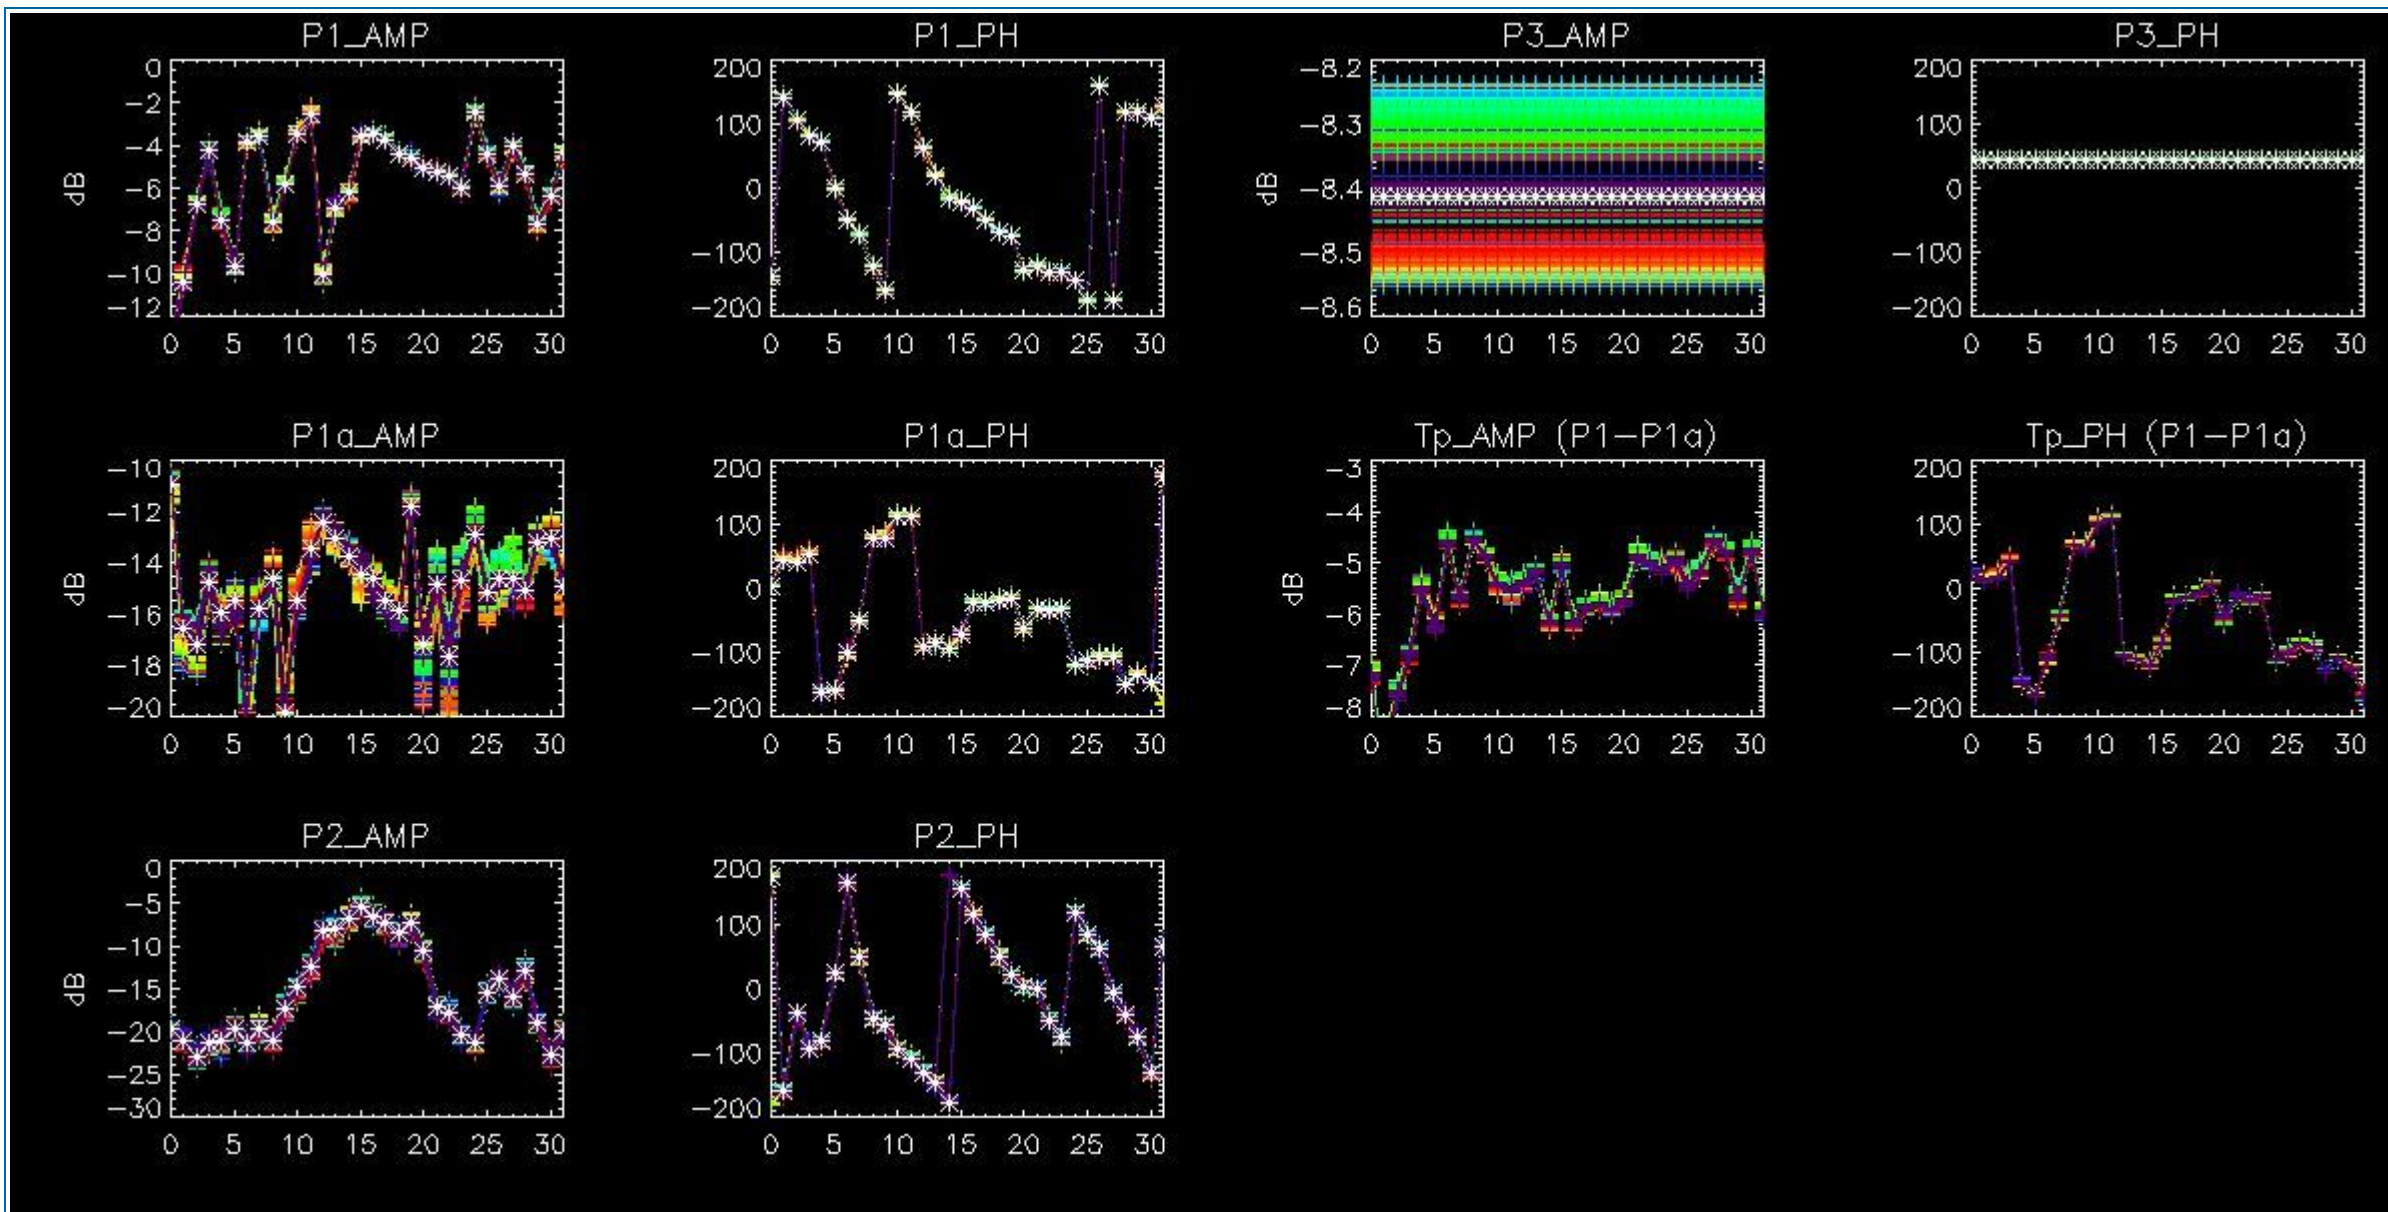 P1_AMP
0
−2
−4
−6
−8
−10
−12
dB
0 5 10 15 20 25 30
P1_PH
200
100
0
−100
−200
0 5 10 15 20 25 30
P3_AMP
−8.2
−8.3
−8.4
−8.5
−8.6
dB
0 5 10 15 20 25 30
P3_PH
200
100
0
−100
−200
0 5 10 15 20 25 30
P1a_AMP
−10
−12
−14
−16
−18
−20
dB
0 5 10 15 20 25 30
P1a_PH
200
100
0
−100
−200
0 5 10 15 20 25 30
Tp_AMP (P1−P1a)
−3
−4
−5
−6
−7
−8
dB
0 5 10 15 20 25 30
Tp_PH (P1−P1a)
200
100
0
−100
−200
0 5 10 15 20 25 30
P2_AMP
0
−5
−10
−15
−20
−25
−30
dB
0 5 10 15 20 25 30
P2_PH
200
100
0
−100
−200
0 5 10 15 20 25 30